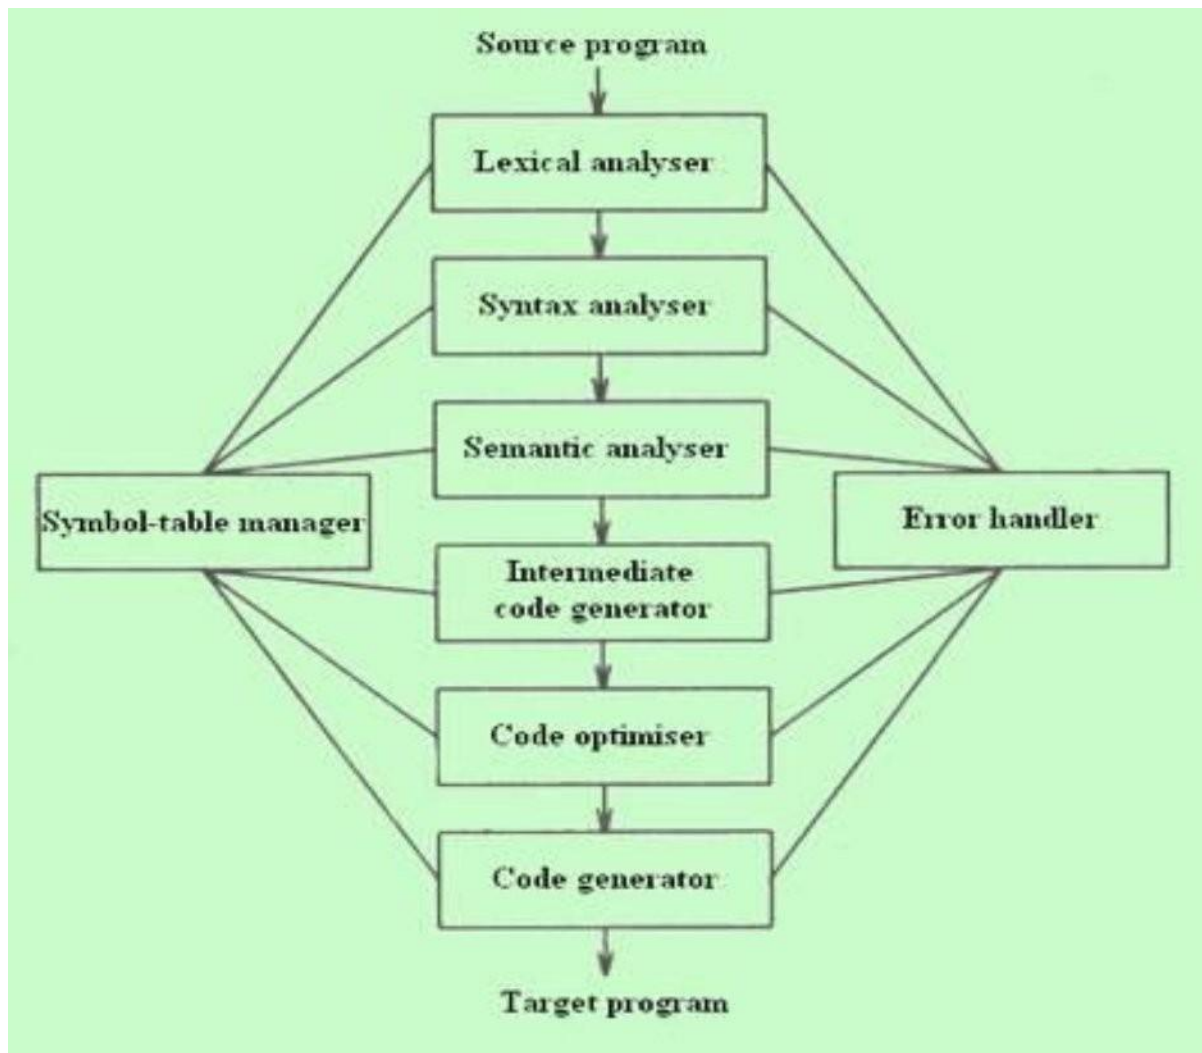 Source program
Lexical analyser
Syntax analyser
Semantic analyser
Symbol-table manager
Error handler
Intermediate
code generator
Code optimiser
Code generator
Target program